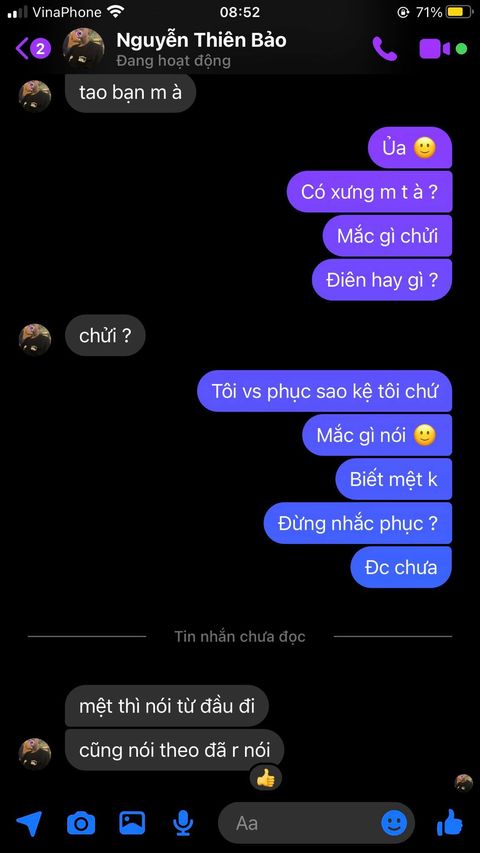 VinaPhone
08:52
71%
2
Nguyễn Thiên Bảo
Đang hoạt động
tao bạn m à
Ủa 🙂
Có xưng m t à ?
Mắc gì chửi
Điên hay gì ?
chửi ?
Tôi vs phục sao kệ tôi chứ
Mắc gì nói 🙂
Biết mệt k
Đừng nhắc phục ?
Đc chưa
Tin nhắn chưa đọc
mệt thì nói từ đầu đi
cũng nói theo đã r nói
👍
Aa